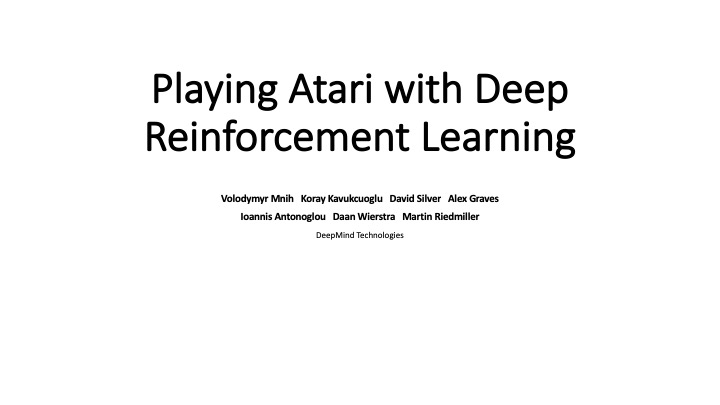 Playing Atari with Deep
Reinforcement Learning
Volodymyr Mnih Koray Kavukcuoglu David Silver Alex Graves
Ioannis Antonoglou Daan Wierstra Martin Riedmiller
DeepMind Technologies